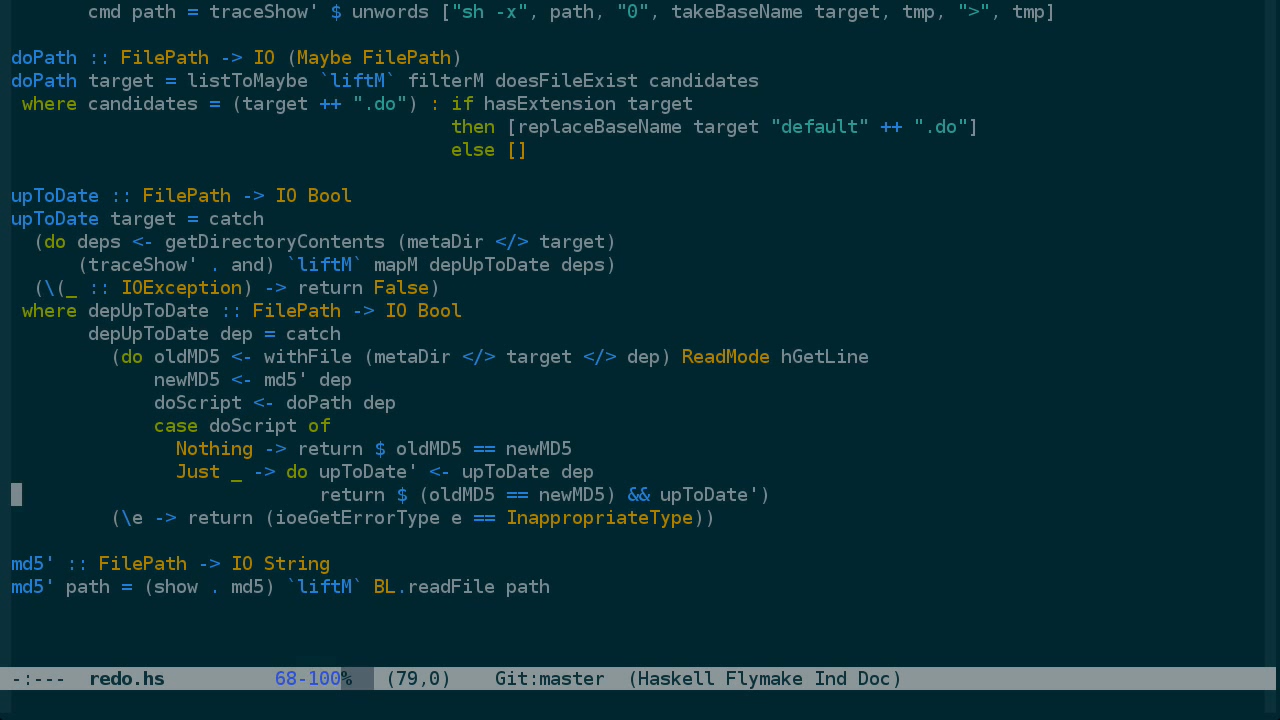 cmd path = traceShow' $ unwords ["sh -x", path, "0", takeBaseName target, tmp, ">", tmp]

doPath :: FilePath -> IO (Maybe FilePath)
doPath target = listToMaybe `liftM` filterM doesFileExist candidates
 where candidates = (target ++ ".do") : if hasExtension target
                                        then [replaceBaseName target "default" ++ ".do"]
                                        else []

upToDate :: FilePath -> IO Bool
upToDate target = catch
  (do deps <- getDirectoryContents (metaDir </> target)
      (traceShow' . and) `liftM` mapM depUpToDate deps)
  (\(_ :: IOException) -> return False)
 where depUpToDate :: FilePath -> IO Bool
       depUpToDate dep = catch
         (do oldMD5 <- withFile (metaDir </> target </> dep) ReadMode hGetLine
             newMD5 <- md5' dep
             doScript <- doPath dep
             case doScript of
               Nothing -> return $ oldMD5 == newMD5
               Just _ -> do upToDate' <- upToDate dep
                            return $ (oldMD5 == newMD5) && upToDate')
         (\e -> return (ioeGetErrorType e == InappropriateType))

md5' :: FilePath -> IO String
md5' path = (show . md5) `liftM` BL.readFile path

-:---  redo.hs          68-100%   (79,0)    Git:master  (Haskell Flymake Ind Doc)